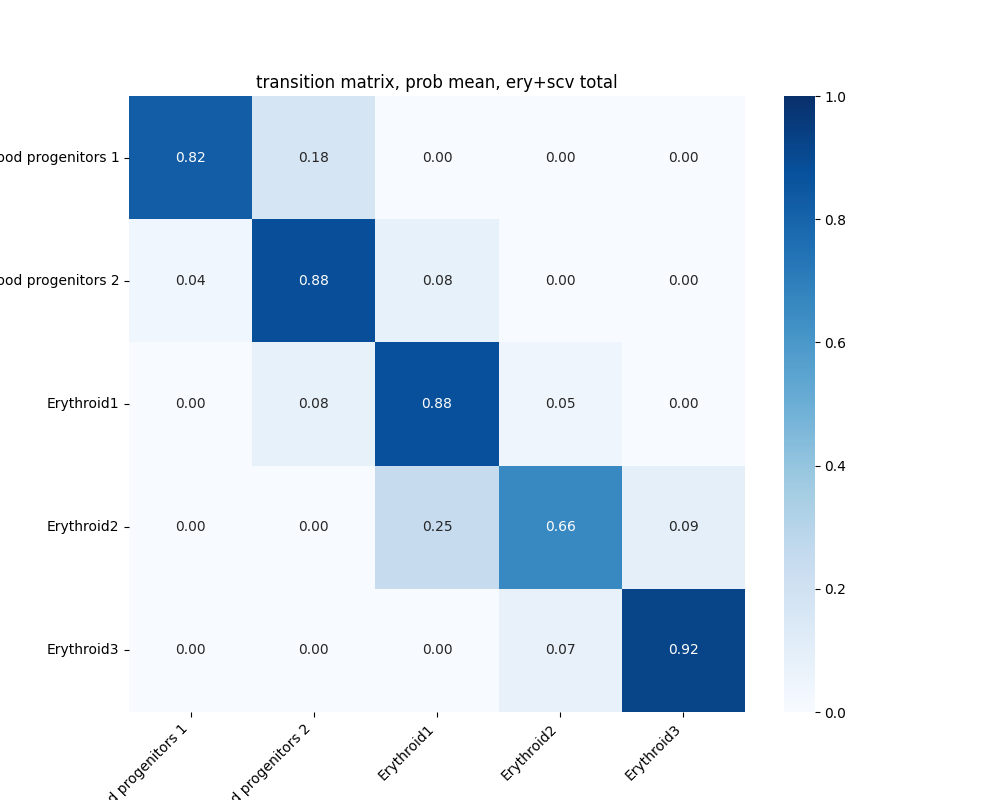 transition matrix, prob mean, ery+scv total
ood progenitors 1
0.82 0.18 0.00 0.00 0.00
ood progenitors 2
0.04 0.88 0.08 0.00 0.00
Erythroid1
0.00 0.08 0.88 0.05 0.00
Erythroid2
0.00 0.00 0.25 0.66 0.09
Erythroid3
0.00 0.00 0.00 0.07 0.92
d progenitors 1
d progenitors 2
Erythroid1
Erythroid2
Erythroid3
1.0
0.8
0.6
0.4
0.2
0.0